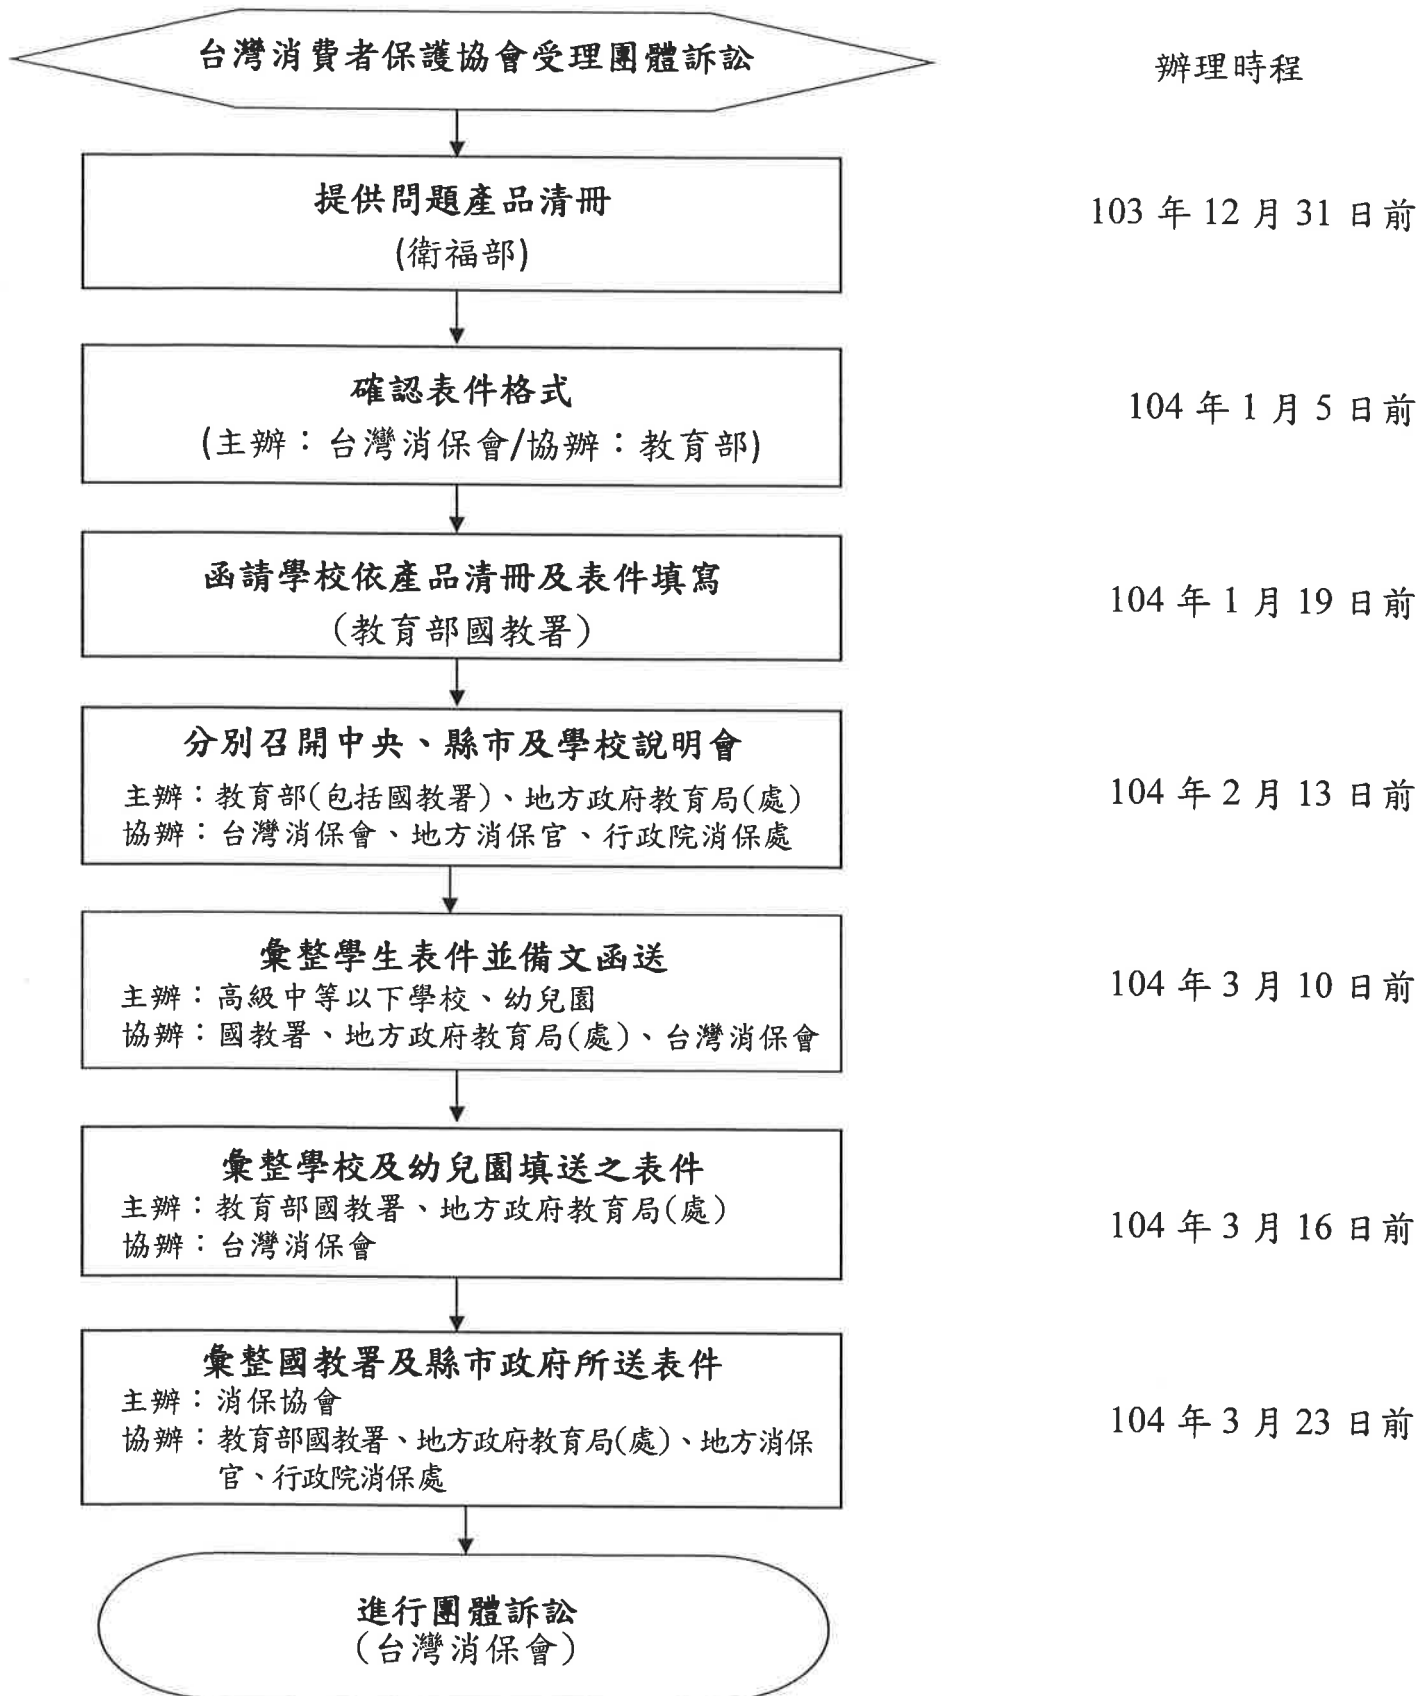 台灣消費者保護協會受理團體訴訟
辦理時程
提供問題產品清冊
(衛福部)
103 年 12 月 31 日前
確認表件格式
(主辦：台灣消保會/協辦：教育部)
104 年 1 月 5 日前
函請學校依產品清冊及表件填寫
（教育部國教署）
104 年 1 月 19 日前
分別召開中央、縣市及學校說明會
主辦：教育部(包括國教署)、地方政府教育局(處)
協辦：台灣消保會、地方消保官、行政院消保處
104 年 2 月 13 日前
彙整學生表件並備文函送
主辦：高級中等以下學校、幼兒園
協辦：國教署、地方政府教育局(處)、台灣消保會
104 年 3 月 10 日前
彙整學校及幼兒園填送之表件
主辦：教育部國教署、地方政府教育局(處)
協辦：台灣消保會
104 年 3 月 16 日前
彙整國教署及縣市政府所送表件
主辦：消保協會
協辦：教育部國教署、地方政府教育局(處)、地方消保
官、行政院消保處
104 年 3 月 23 日前
進行團體訴訟
（台灣消保會）